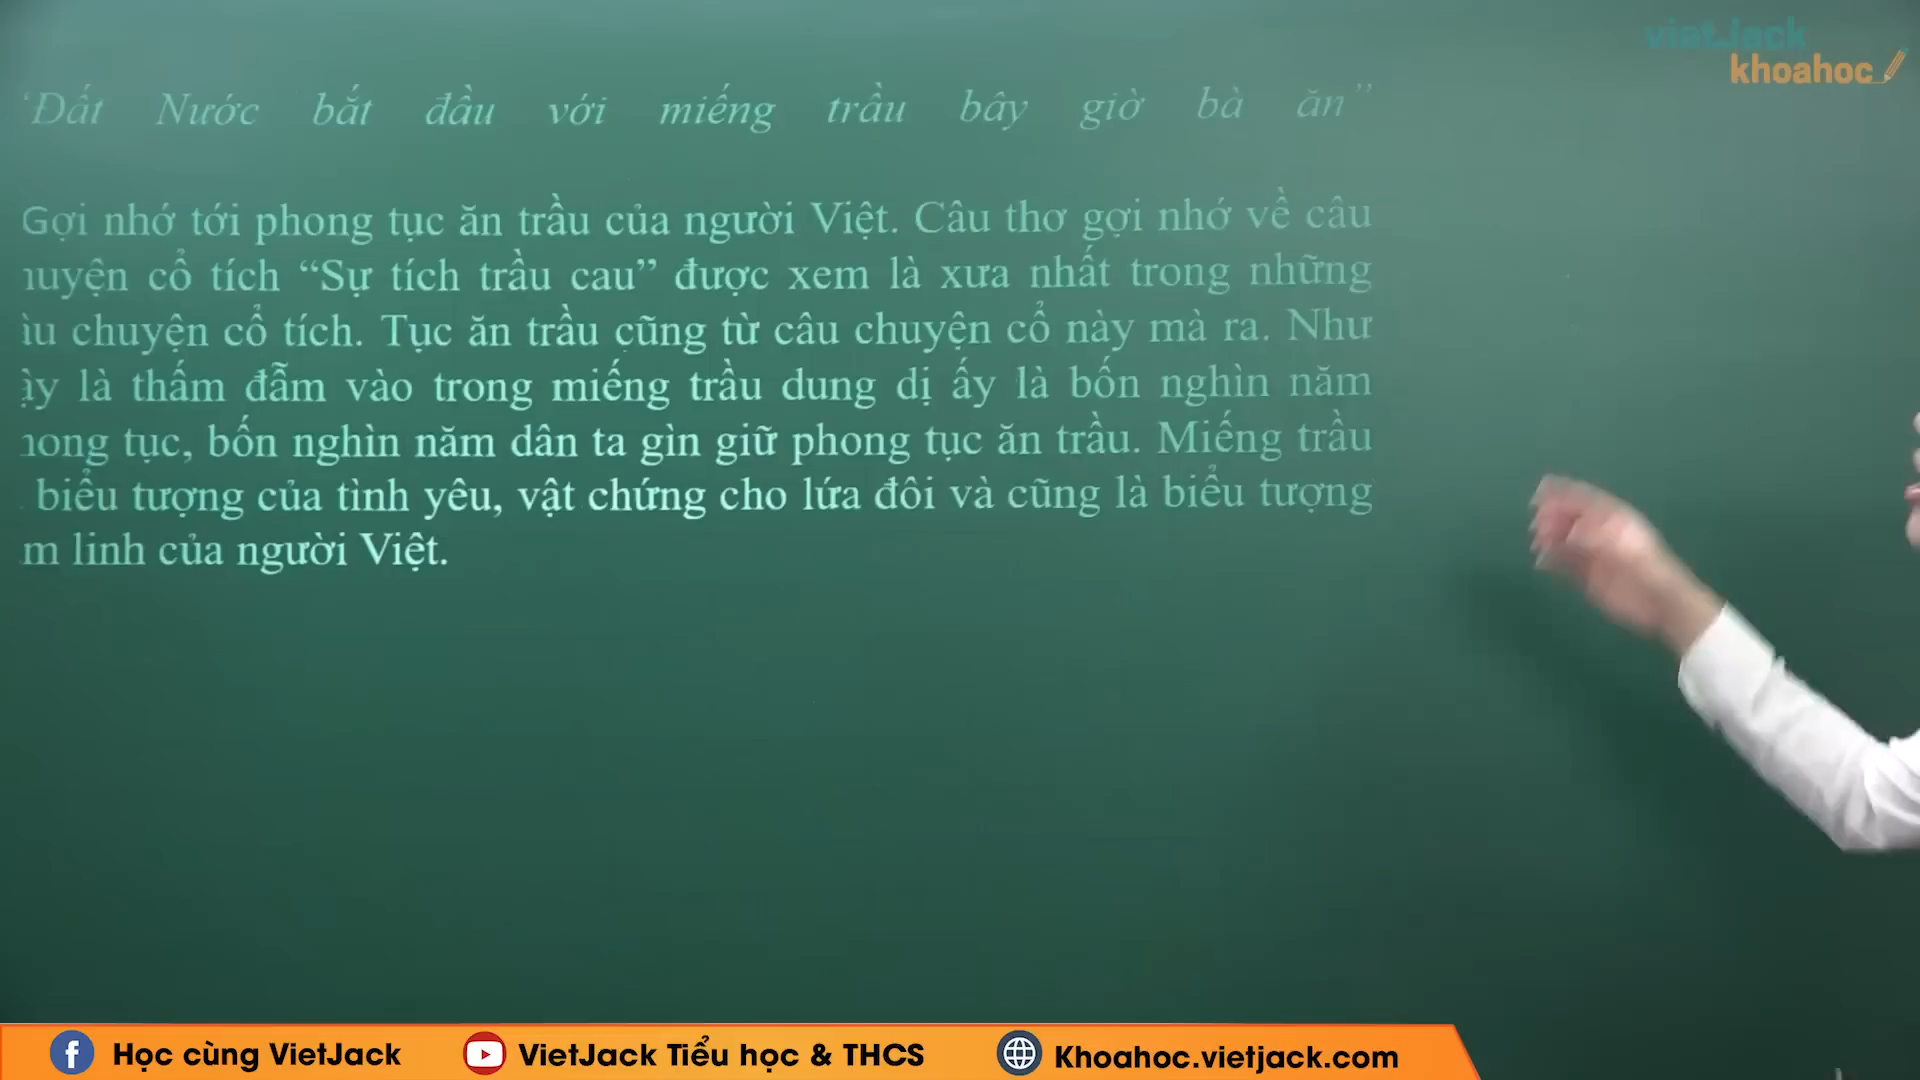 vietJack
khoahoc
‘Đất Nước bắt đầu với miếng trầu bây giờ bà ăn”
Gợi nhớ tới phong tục ăn trầu của người Việt. Câu thơ gợi nhớ về câu
huyện cổ tích “Sự tích trầu cau” được xem là xưa nhất trong những
chuyện cổ tích. Tục ăn trầu cũng từ câu chuyện cổ này mà ra. Như
là thấm đẫm vào trong miếng trầu dung dị ấy là bốn nghìn năm
hong tục, bốn nghìn năm dân ta gìn giữ phong tục ăn trầu. Miếng trầu
biểu tượng của tình yêu, vật chứng cho lứa đôi và cũng là biểu tượng
m linh của người Việt.
Học cùng VietJack
VietJack Tiểu học & THCS
Khoahoc.vietjack.com